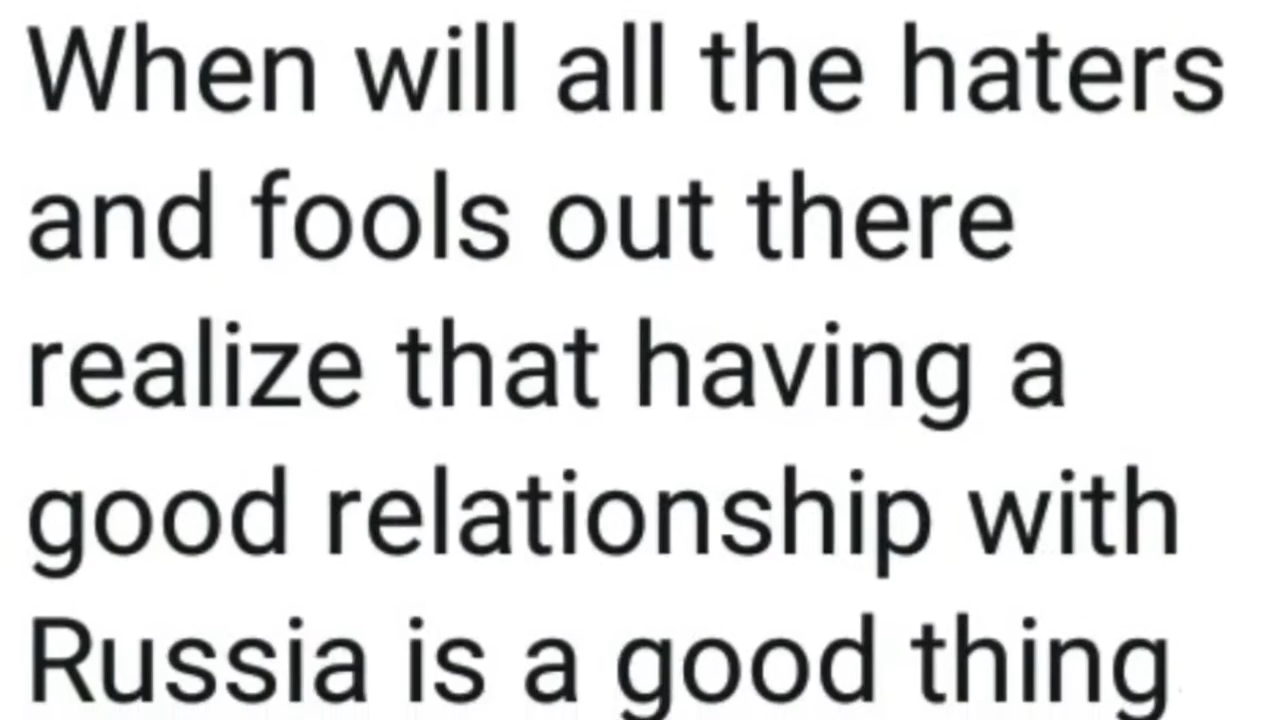 When will all the haters
and fools out there
realize that having a
good relationship with
Russia is a good thing